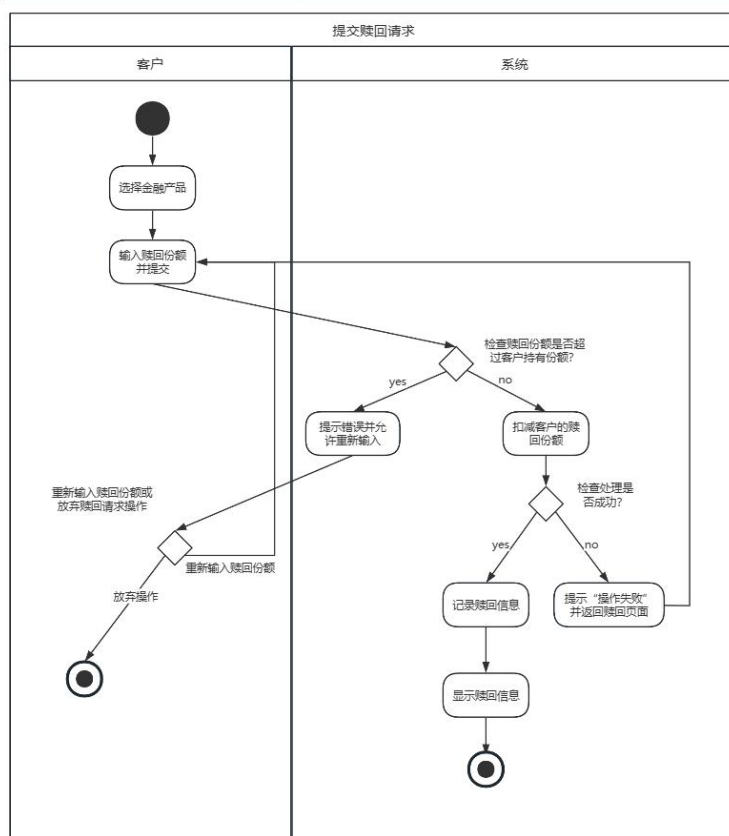 提交赎回请求
客户
系统
选择金融产品
输入赎回份额
并提交
检查赎回份额是否超
过客户持有份额?
yes
no
提示错误并允
许重新输入
扣减客户的赎
回份额
重新输入赎回份额或
放弃赎回请求操作
检查处理是
否成功?
yes
no
重新输入赎回份额
放弃操作
记录赎回信息
提示“操作失败”
并返回赎回页面
显示赎回信息